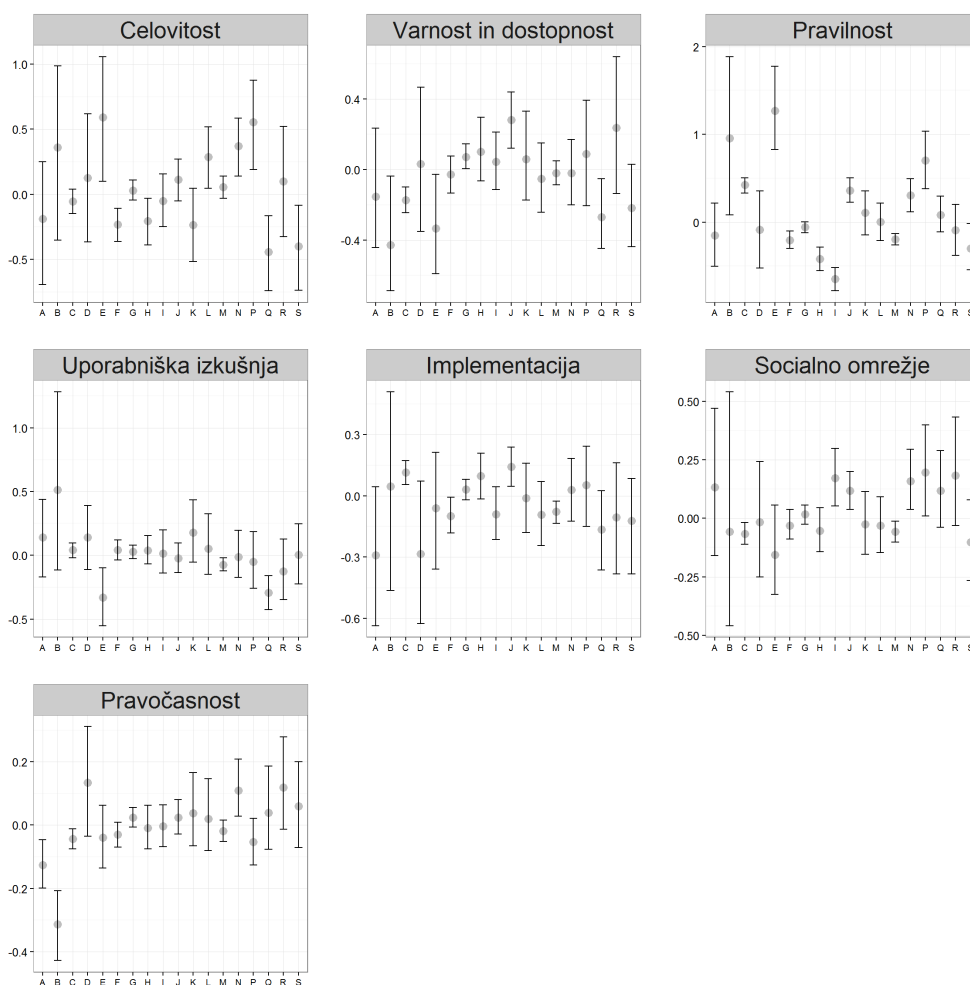 Celovitost
1.0
0.5
0.0
-0.5
A B C D E F G H I J K L M N P Q R S
Varnost in dostopnost
0.4
0.0
-0.4
A B C D E F G H I J K L M N P Q R S
Pravilnost
2
1
0
A B C D E F G H I J K L M N P Q R S
Uporabniška izkušnja
1.0
0.5
0.0
-0.5
A B C D E F G H I J K L M N P Q R S
Implementacija
0.3
0.0
-0.3
-0.6
A B C D E F G H I J K L M N P Q R S
Socialno omrežje
0.50
0.25
0.00
-0.25
-0.50
A B C D E F G H I J K L M N P Q R S
Pravočasnost
0.2
0.0
-0.2
-0.4
A B C D E F G H I J K L M N P Q R S